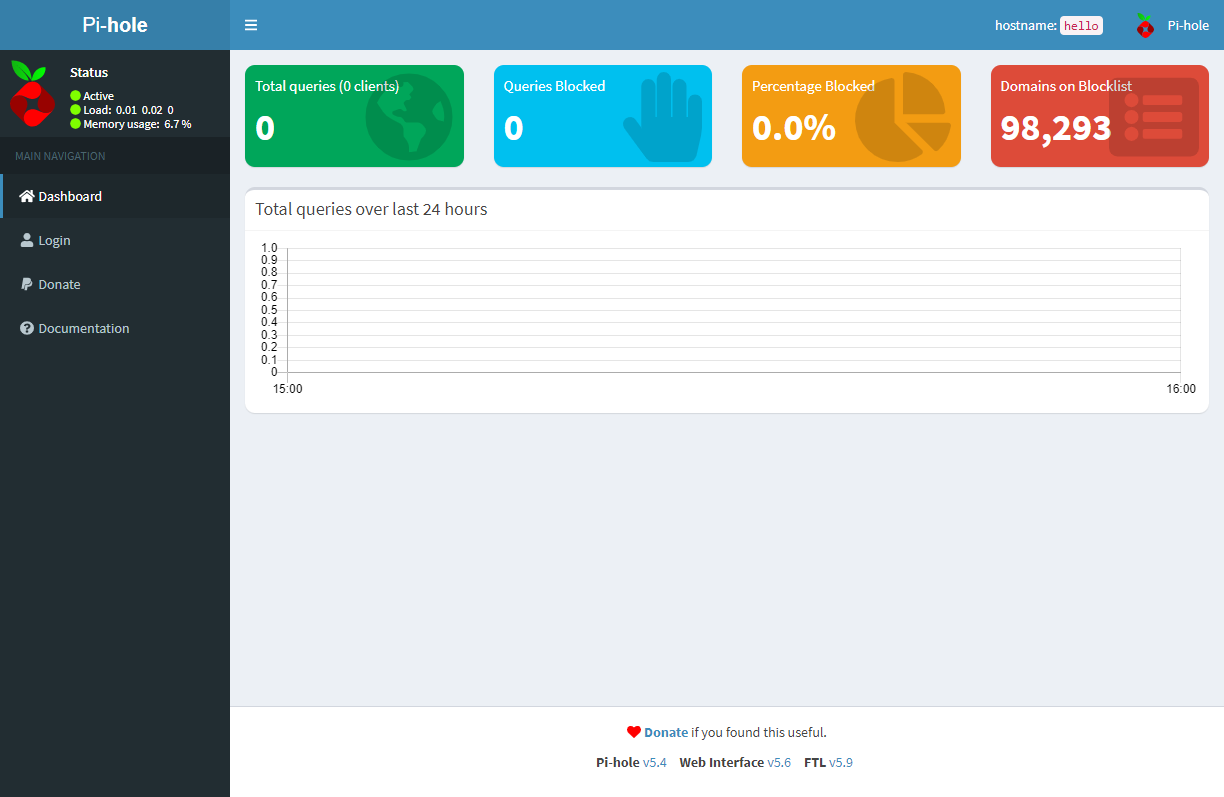 Pi-hole
hostname: hello
Pi-hole
Status
Active
Load: 0.01 0.02 0
Memory usage: 6.7 %
MAIN NAVIGATION
Dashboard
Login
Donate
Documentation
Total queries (0 clients)
0
Queries Blocked
0
Percentage Blocked
0.0%
Domains on Blocklist
98,293
Total queries over last 24 hours
1.0
0.9
0.8
0.7
0.6
0.5
0.4
0.3
0.2
0.1
0
15:00 16:00
Donate if you found this useful.
Pi-hole v5.4 Web Interface v5.6 FTL v5.9